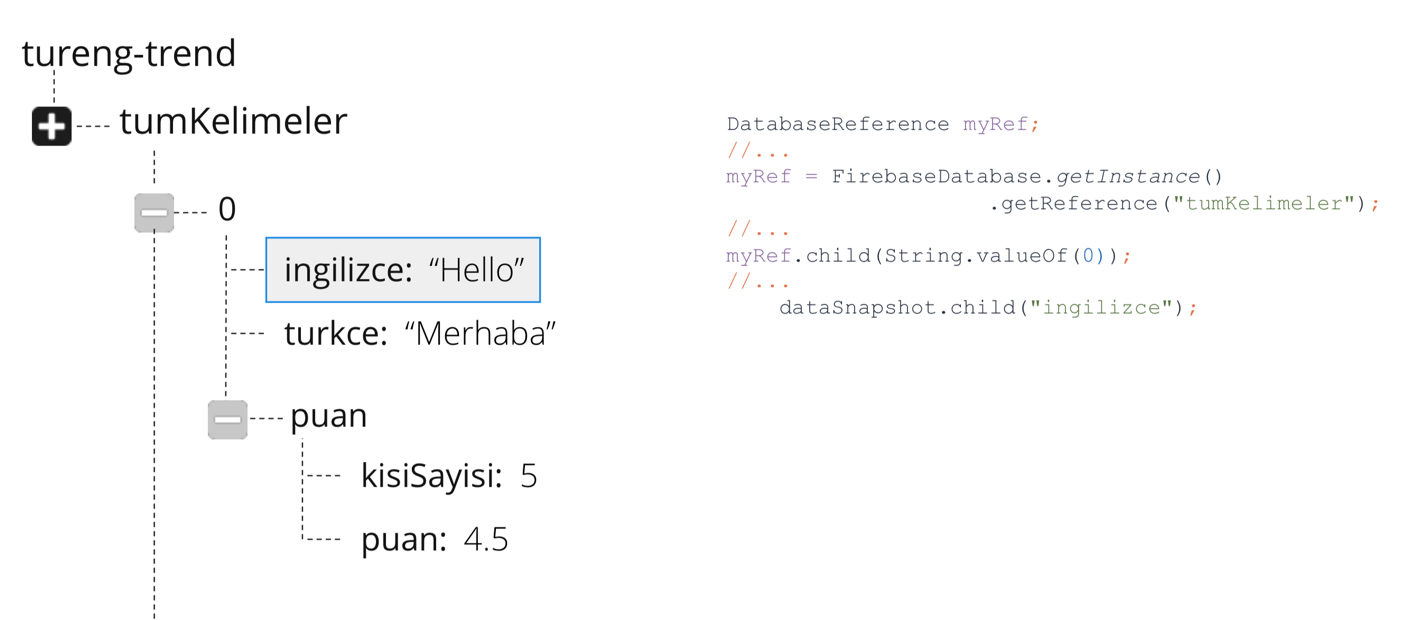 tureng-trend
tumKelimeler
0
ingilizce: “Hello”
turkce: “Merhaba”
puan
kisiSayisi: 5
puan: 4.5
DatabaseReference myRef;
//...
myRef = FirebaseDatabase.getInstance()
.getReference("tumKelimeler");
//...
myRef.child(String.valueOf(0));
//...
dataSnapshot.child("ingilizce");